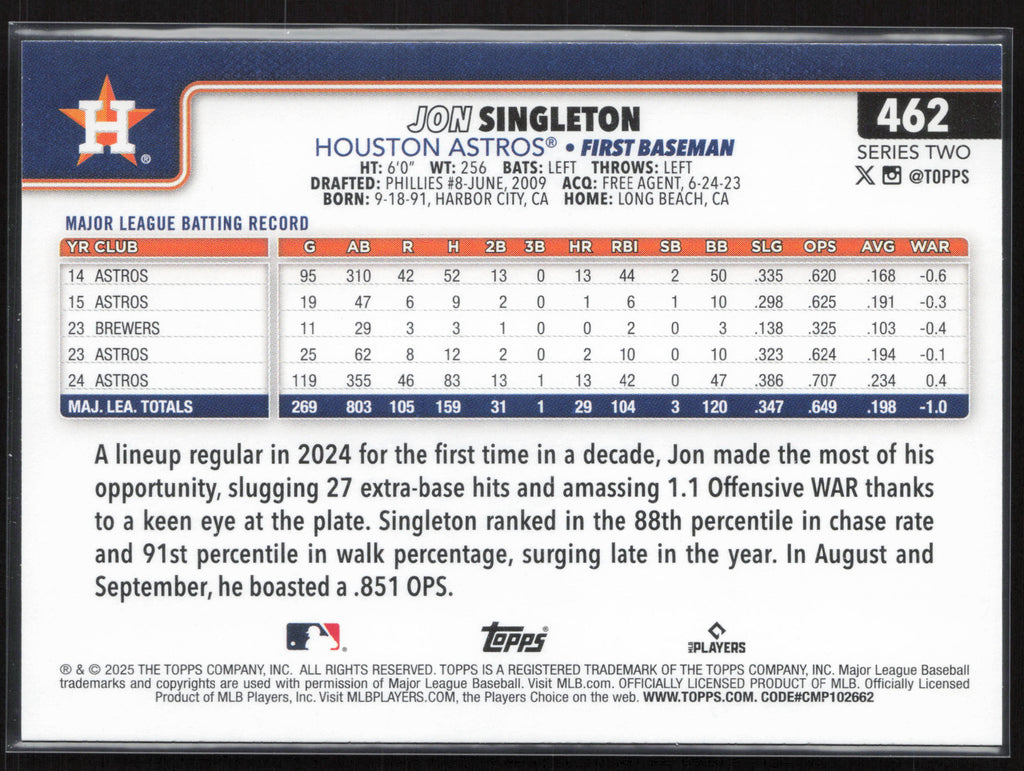 H ®
JON SINGLETON
462
HOUSTON ASTROS® • FIRST BASEMAN
SERIES TWO
HT: 6'0" WT: 256 BATS: LEFT THROWS: LEFT
X @TOPPS
DRAFTED: PHILLIES #8-JUNE, 2009 ACQ: FREE AGENT, 6-24-23
BORN: 9-18-91, HARBOR CITY, CA HOME: LONG BEACH, CA
MAJOR LEAGUE BATTING RECORD
YR CLUB G AB R H 2B 3B HR RBI SB BB SLG OPS AVG WAR
14 ASTROS 95 310 42 52 13 0 13 44 2 50 .335 .620 .168 -0.6
15 ASTROS 19 47 6 9 2 0 1 6 1 10 .298 .625 .191 -0.3
23 BREWERS 11 29 3 3 1 0 0 2 0 3 .138 .325 .103 -0.4
23 ASTROS 25 62 8 12 2 0 2 10 0 10 .323 .624 .194 -0.1
24 ASTROS 119 355 46 83 13 1 13 42 0 47 .386 .707 .234 0.4
MAJ. LEA. TOTALS 269 803 105 159 31 1 29 104 3 120 .347 .649 .198 -1.0
A lineup regular in 2024 for the first time in a decade, Jon made the most of his
opportunity, slugging 27 extra-base hits and amassing 1.1 Offensive WAR thanks
to a keen eye at the plate. Singleton ranked in the 88th percentile in chase rate
and 91st percentile in walk percentage, surging late in the year. In August and
September, he boasted a .851 OPS.
TOPPS® MLB PLAYERS
® & © 2025 THE TOPPS COMPANY, INC. ALL RIGHTS RESERVED. TOPPS IS A REGISTERED TRADEMARK OF THE TOPPS COMPANY, INC. Major League Baseball
trademarks and copyrights are used with permission of Major League Baseball. Visit MLB.com. OFFICIALLY LICENSED PRODUCT OF MLB. Officially Licensed
Product of MLB Players, Inc. Visit MLBPLAYERS.COM, the Players Choice on the web. WWW.TOPPS.COM. CODE#CMP102662